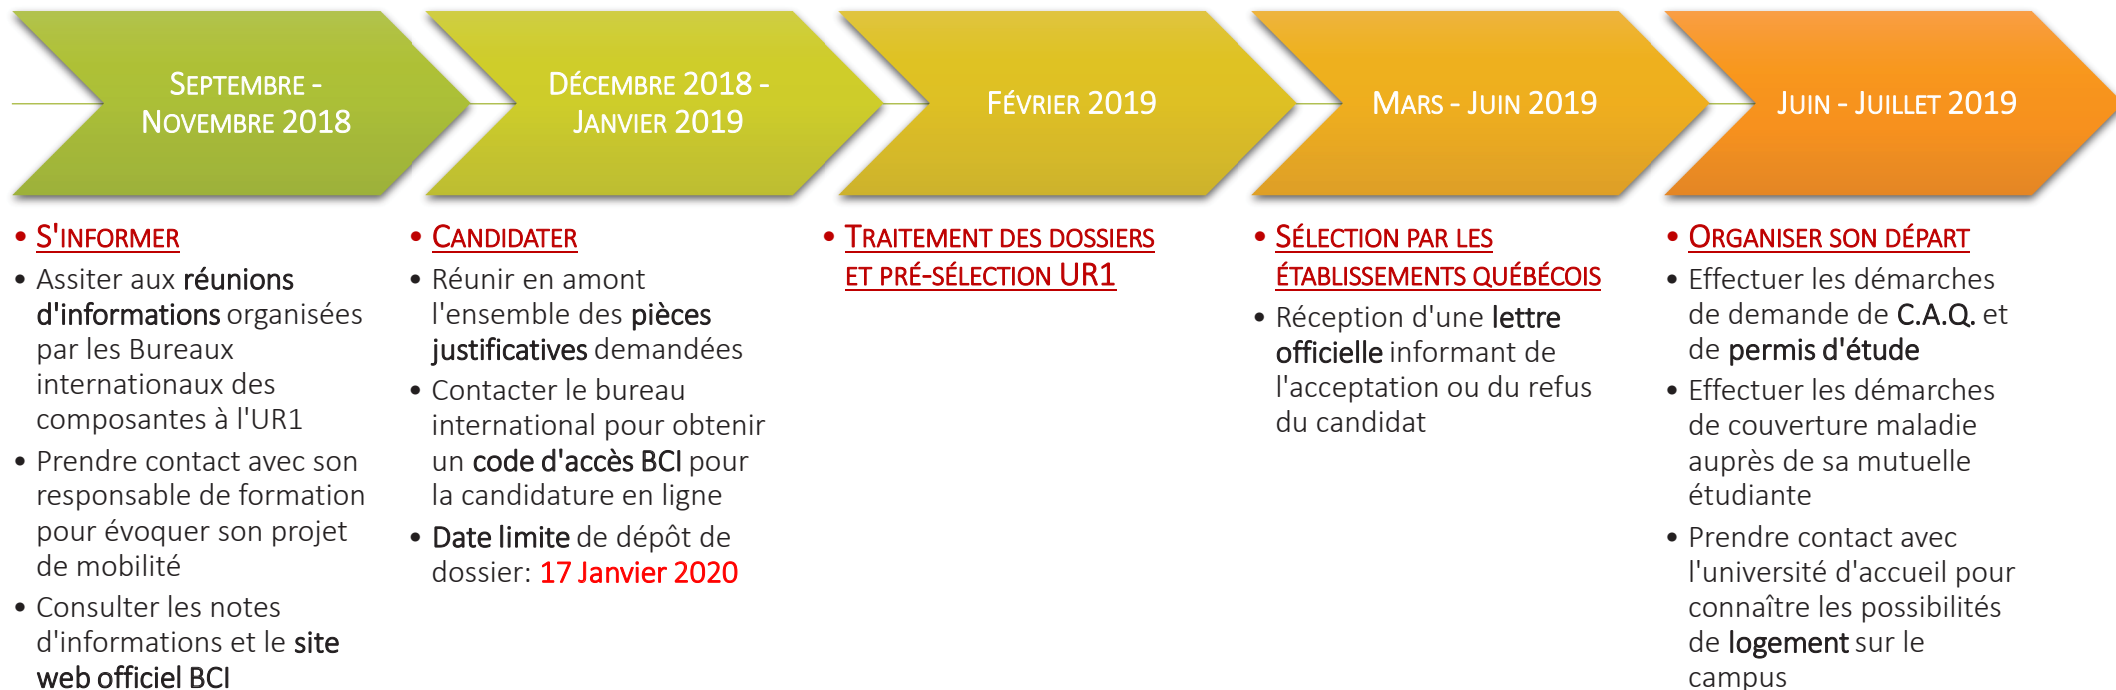 SEPTEMBRE -
NOVEMBRE 2018
DÉCEMBRE 2018 -
JANVIER 2019
FÉVRIER 2019
MARS - JUIN 2019
JUIN - JUILLET 2019
• S'INFORMER
• Assiter aux réunions
d'informations organisées
par les Bureaux
internationaux des
composantes à l'UR1
• Prendre contact avec son
responsable de formation
pour évoquer son projet
de mobilité
• Consulter les notes
d'informations et le site
web officiel BCI
• CANDIDATER
• Réunir en amont
l'ensemble des pièces
justificatives demandées
• Contacter le bureau
international pour obtenir
un code d'accès BCI pour
la candidature en ligne
• Date limite de dépôt de
dossier: 17 Janvier 2020
• TRAITEMENT DES DOSSIERS
ET PRÉ-SÉLECTION UR1
• SÉLECTION PAR LES
ÉTABLISSEMENTS QUÉBÉCOIS
• Réception d'une lettre
officielle informant de
l'acceptation ou du refus
du candidat
• ORGANISER SON DÉPART
• Effectuer les démarches
de demande de C.A.Q. et
de permis d'étude
• Effectuer les démarches
de couverture maladie
auprès de sa mutuelle
étudiante
• Prendre contact avec
l'université d'accueil pour
connaître les possibilités
de logement sur le
campus